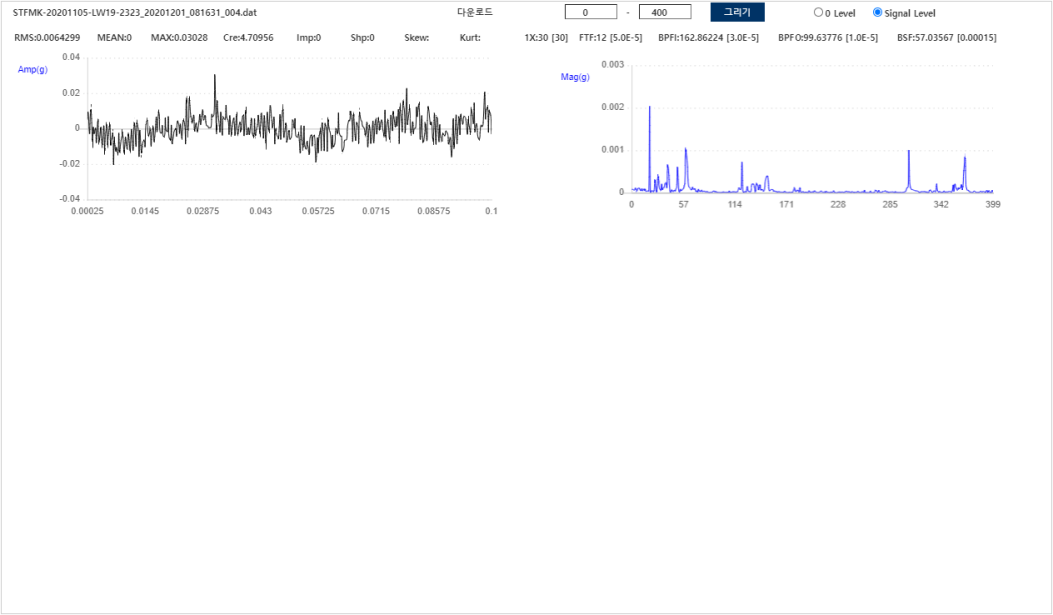 STFMK-20201105-LW19-2323_20201201_081631_004.dat 다운로드 0 - 400 그리기 0 Level Signal Level
RMS:0.0064299 MEAN:0 MAX:0.03028 Cre:4.70956 Imp:0 Shp:0 Skew: Kurt: 1X:30 [30] FTF:12 [5.0E-5] BPFI:162.86224 [3.0E-5] BPFO:99.63776 [1.0E-5] BSF:57.03567 [0.00015]
Amp(g)
0.04
0.02
0
-0.02
-0.04
0.00025 0.0145 0.02875 0.043 0.05725 0.0715 0.08575 0.1
Mag(g)
0.003
0.002
0.001
0
0 57 114 171 228 285 342 399